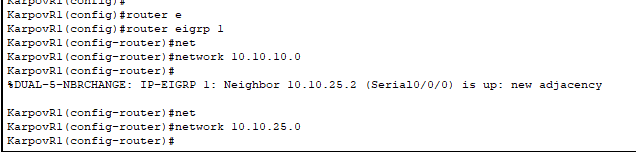 KarpovR1(config)#
KarpovR1(config)#router e
KarpovR1(config)#router eigrp 1
KarpovR1(config-router)#net
KarpovR1(config-router)#network 10.10.10.0
KarpovR1(config-router)#
%DUAL-5-NBRCHANGE: IP-EIGRP 1: Neighbor 10.10.25.2 (Serial0/0/0) is up: new adjacency
KarpovR1(config-router)#net
KarpovR1(config-router)#network 10.10.25.0
KarpovR1(config-router)#